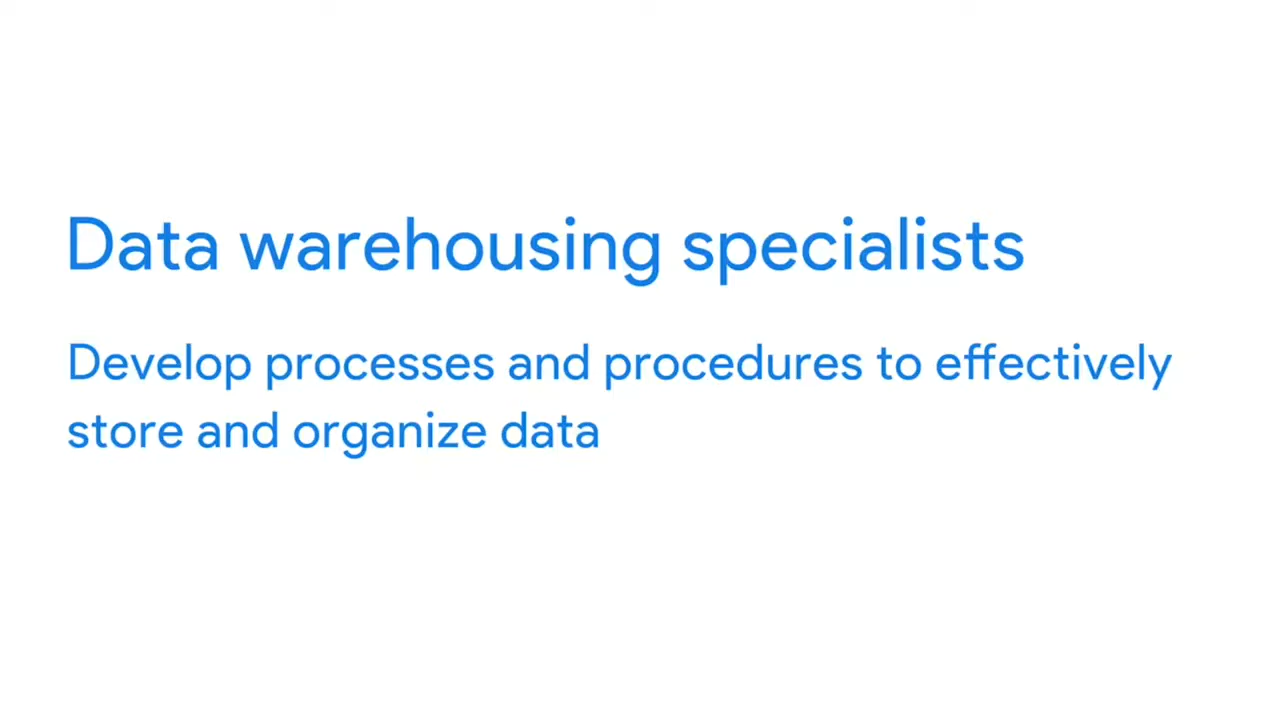 Data warehousing specialists
Develop processes and procedures to effectively
store and organize data